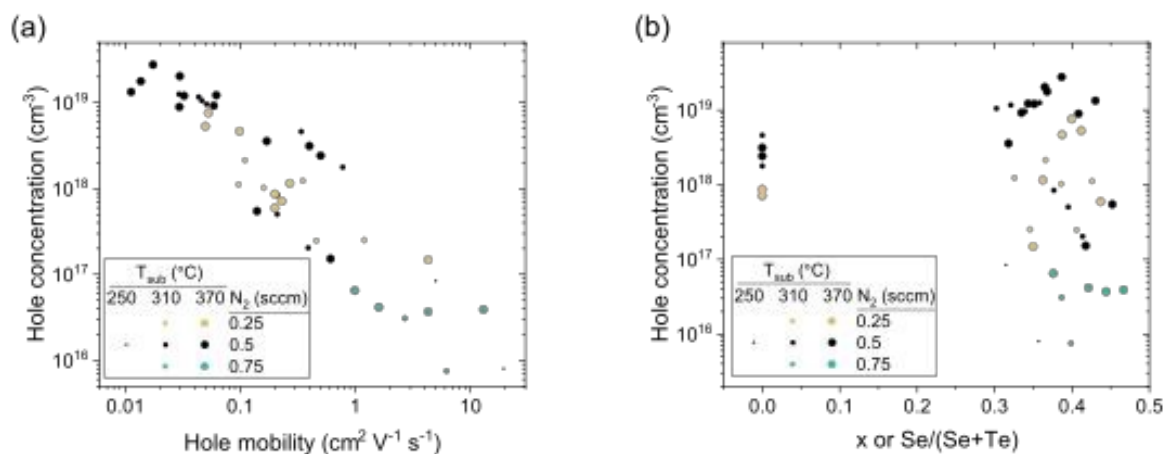 (a)
Hole concentration (cm⁻³)
10¹⁹
10¹⁸
10¹⁷
10¹⁶
T_sub (°C)
250 310 370 N₂ (sccm)
0.25
0.5
0.75
0.01 0.1 1 10
Hole mobility (cm² V⁻¹ s⁻¹)
(b)
Hole concentration (cm⁻³)
10¹⁹
10¹⁸
10¹⁷
10¹⁶
T_sub (°C)
250 310 370 N₂ (sccm)
0.25
0.5
0.75
0.0 0.1 0.2 0.3 0.4 0.5
x or Se/(Se+Te)